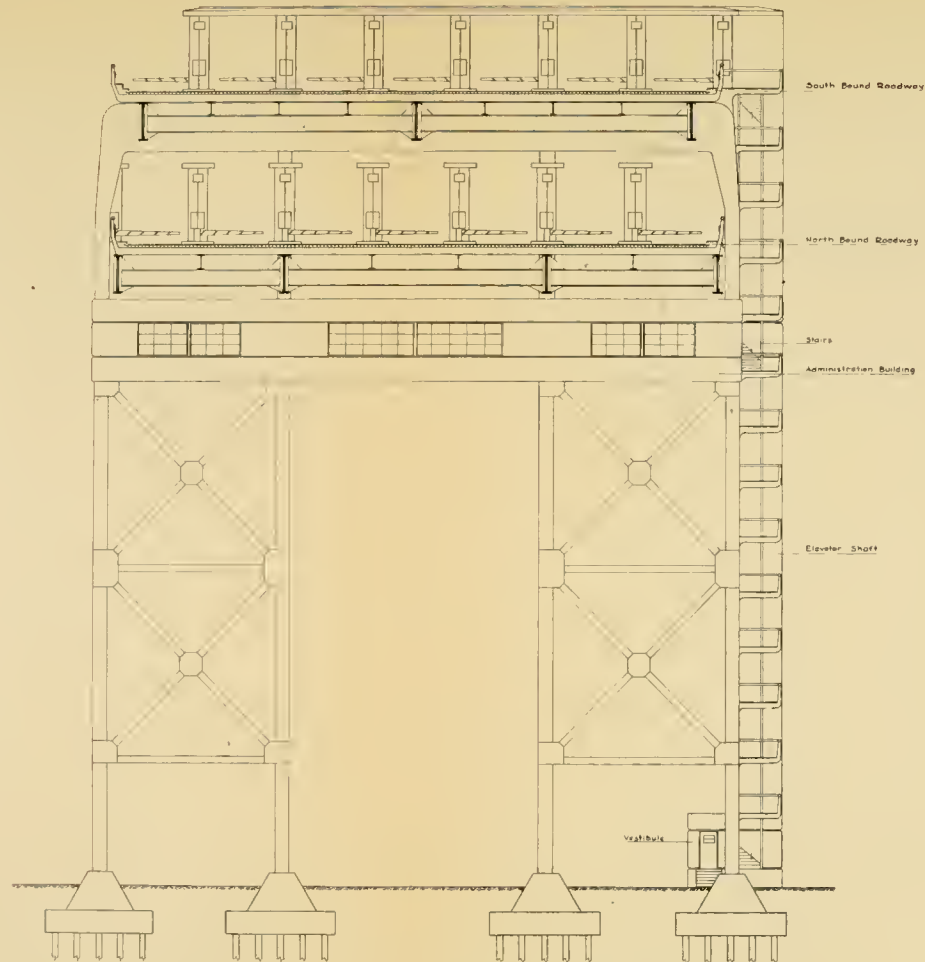 South Bound Roadway
North Bound Roadway
Stairs
Administration Building
Elevator Shaft
Vestibule